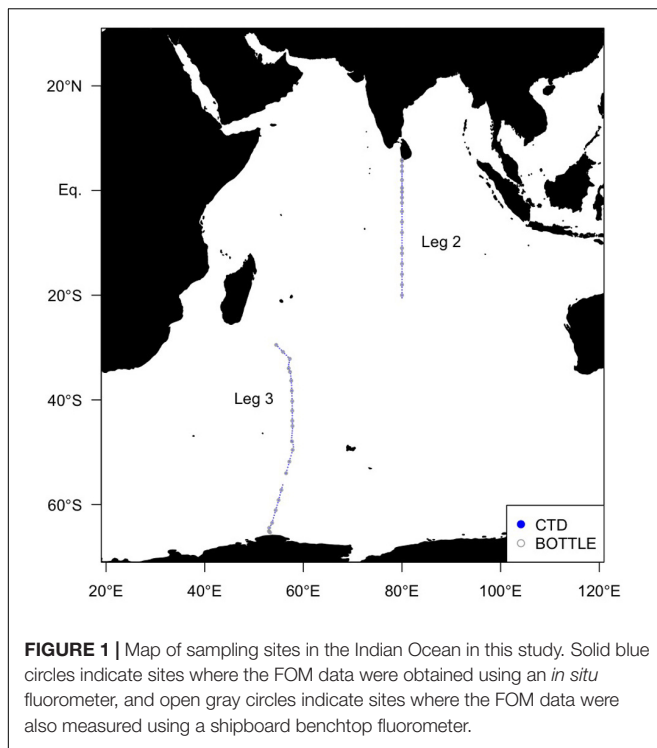 20°N
Eq.
Leg 2
20°S
40°S
Leg 3
60°S
CTD
BOTTLE
20°E 40°E 60°E 80°E 100°E 120°E
FIGURE 1 | Map of sampling sites in the Indian Ocean in this study. Solid blue
circles indicate sites where the FOM data were obtained using an in situ
fluorometer, and open gray circles indicate sites where the FOM data were
also measured using a shipboard benchtop fluorometer.